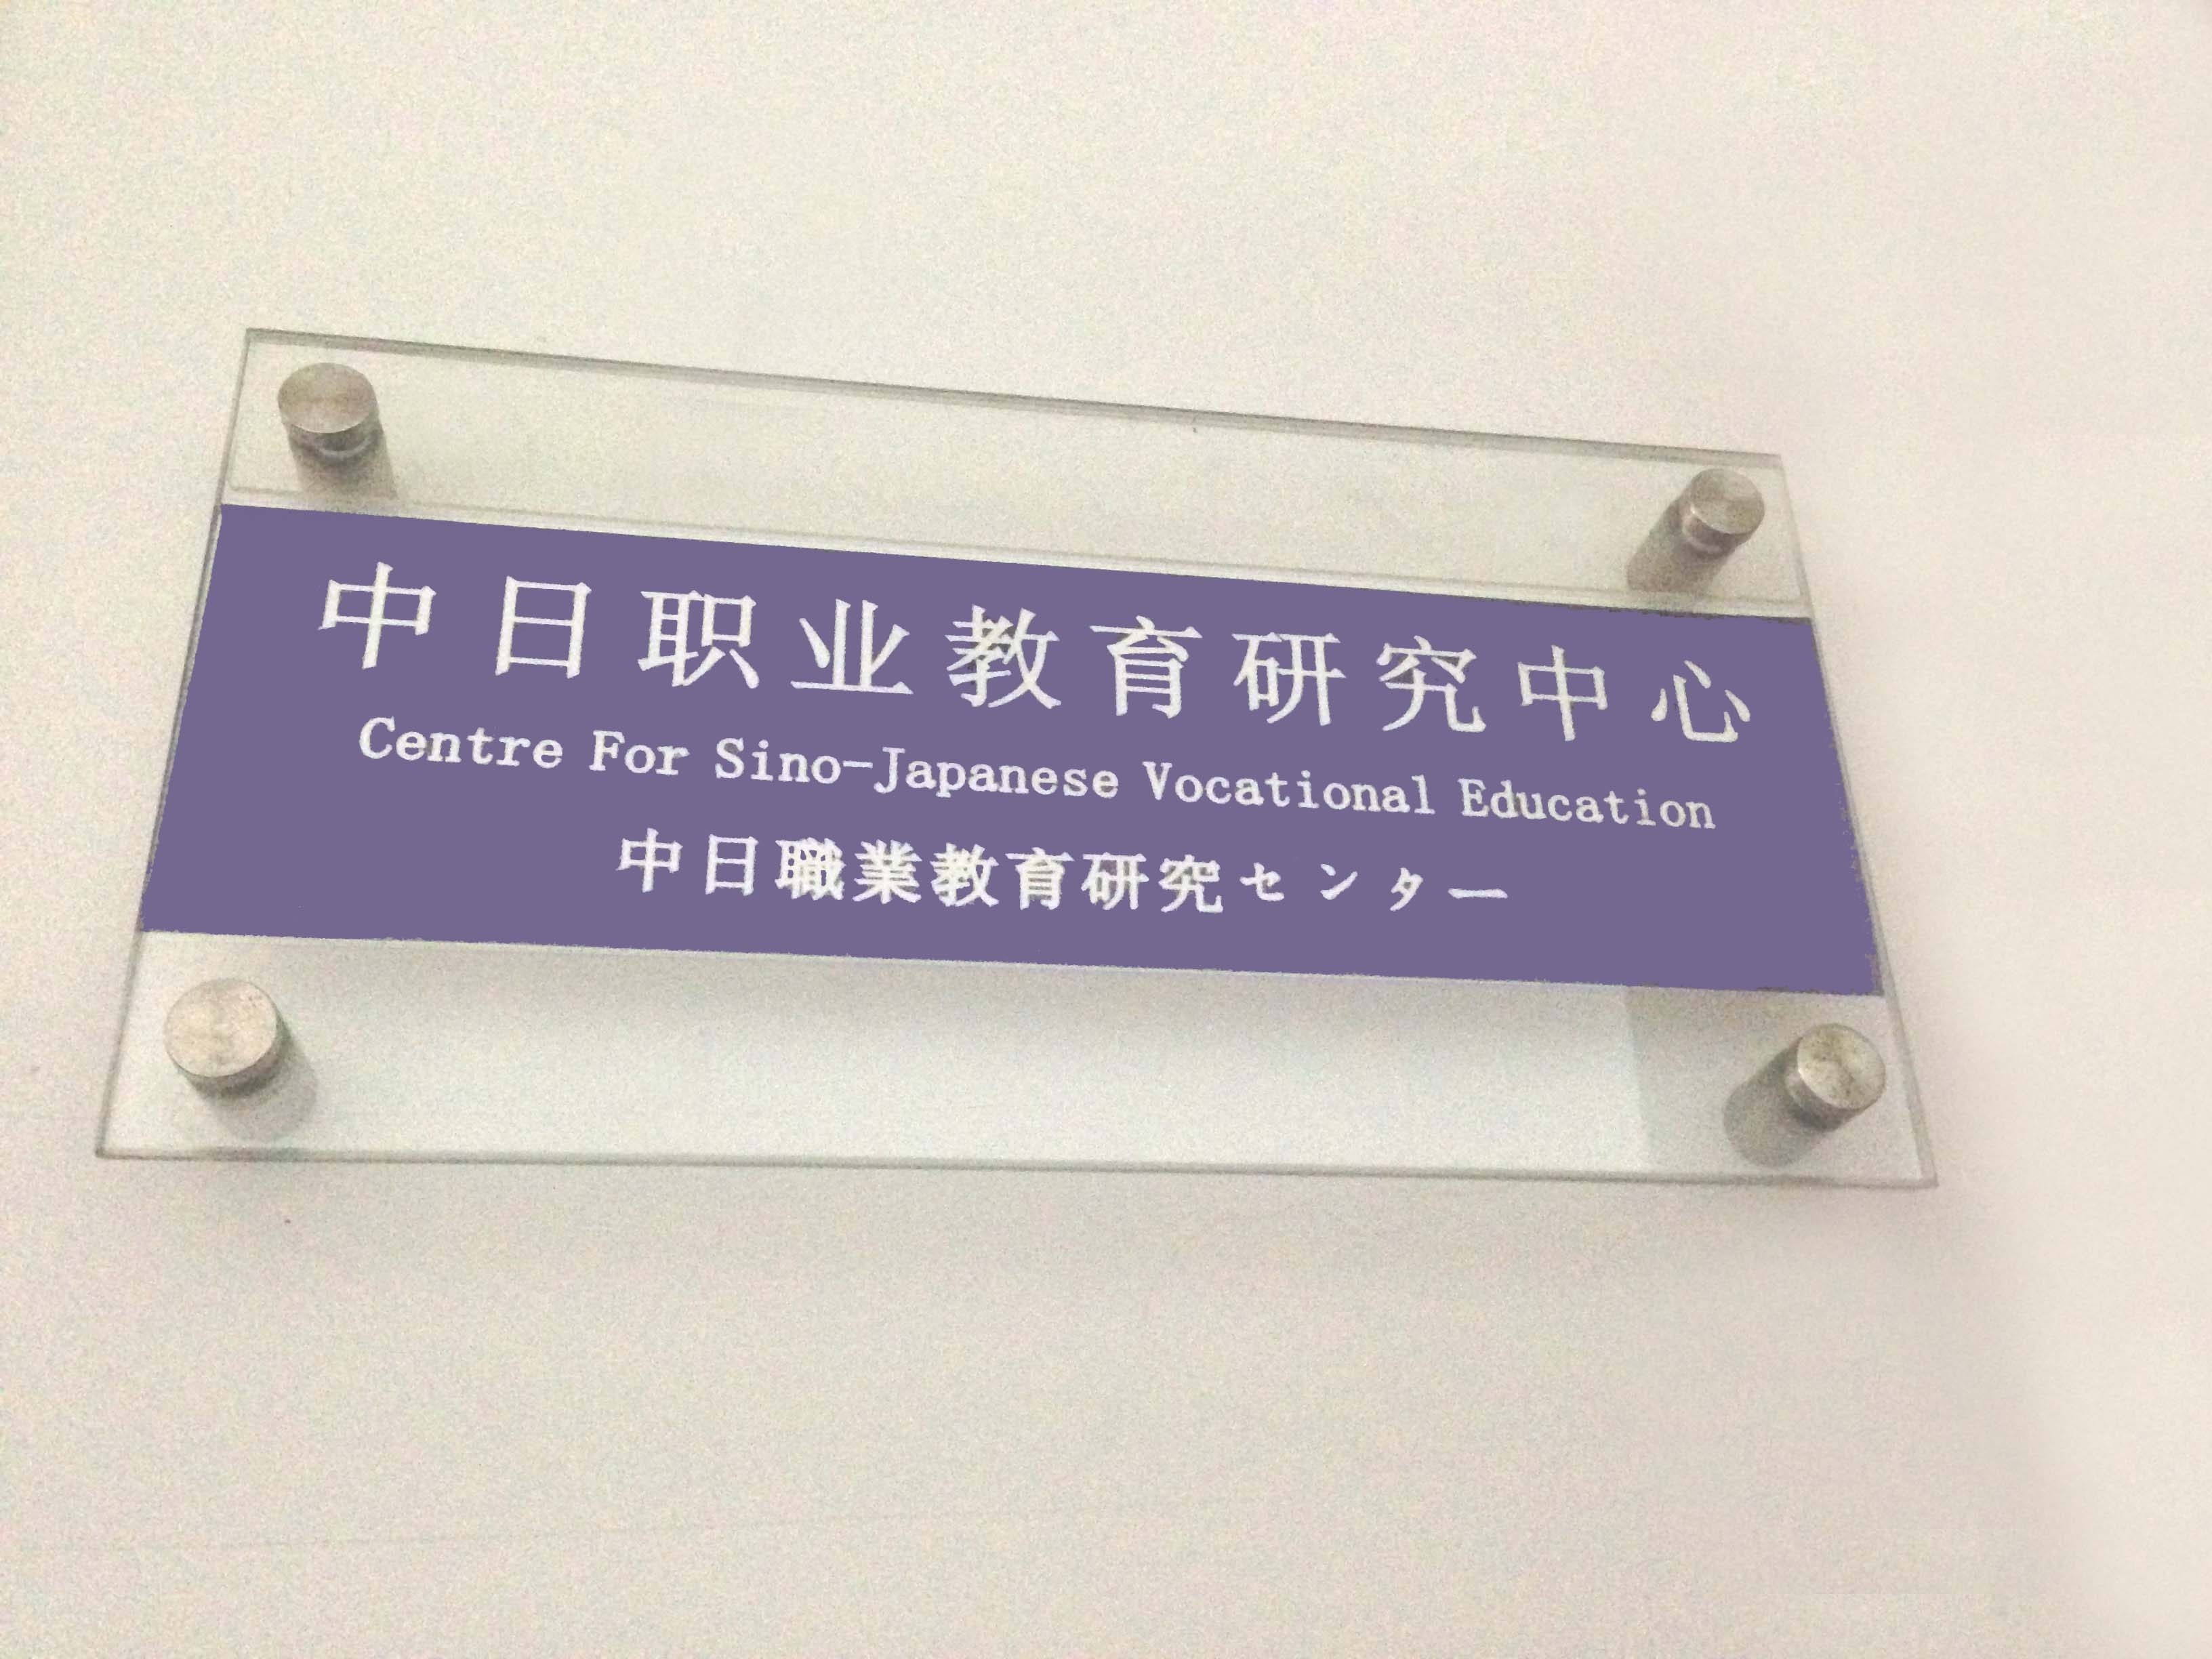 中日职业教育研究中心
Centre For Sino-Japanese Vocational Education
中日職業教育研究センター